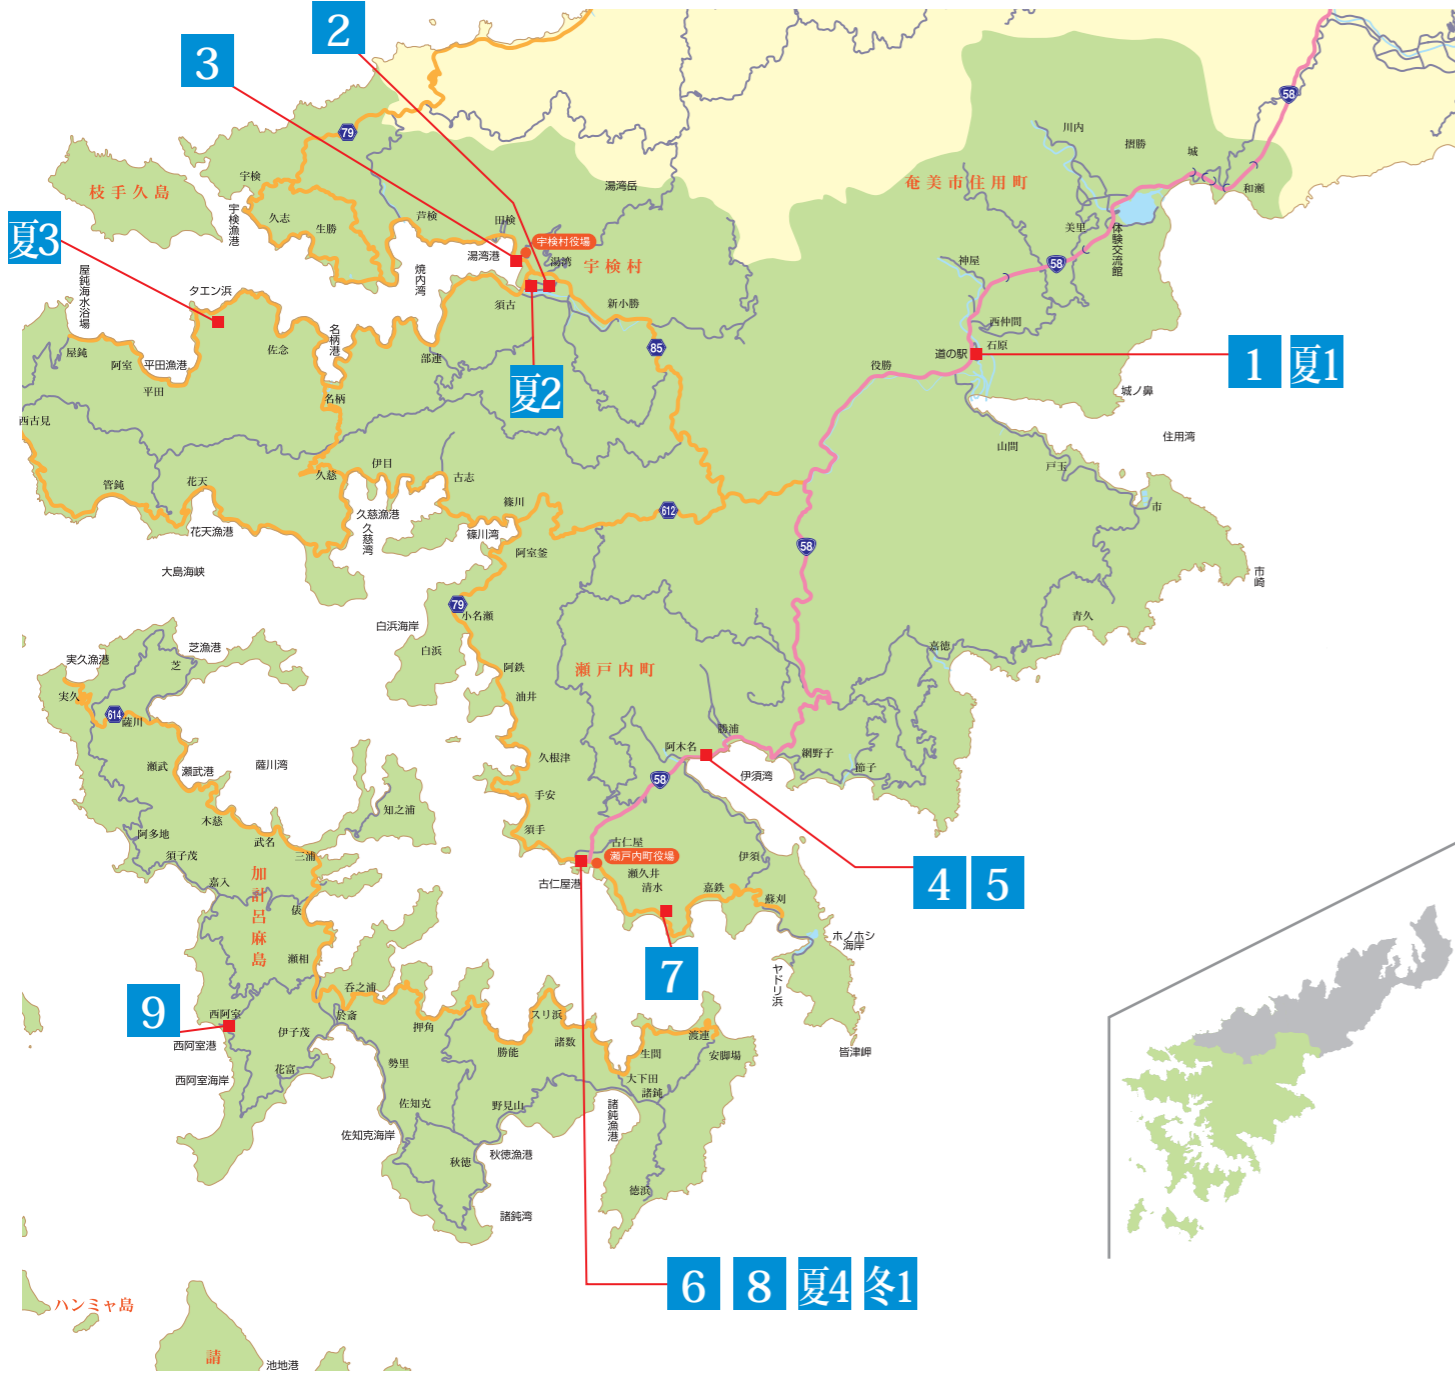 2
3
58
川内
摺勝
79
城
宇検
湯湾岳
奄美市住用町
和瀬
枝手久島
久志
生勝
芦検
田検
宇検漁港
美里
体験交流館
夏3
宇検村役場
湯湾港
湯湾
宇検村
神屋
58
焼内湾
屋鈍海水浴場
タエン浜
須古
新小勝
西仲間
名柄港
佐念
屋鈍
阿室
平田漁港
部連
85
道の駅
石原
1
夏1
平田
夏2
役勝
城ノ鼻
名柄
西古見
住用湾
山間
戸玉
久慈
伊目
古志
管鈍
花天
篠川
612
市
久慈漁港
久慈湾
花天漁港
篠川湾
58
阿室釜
大島海峡
市崎
79
小名瀬
青久
白浜海岸
嘉徳
芝漁港
白浜
実久漁港
芝
阿鉄
瀬戸内町
実久
油井
614
薩川
勝浦
阿木名
網野子
瀬武
瀬武港
薩川湾
久根津
節子
58
伊須湾
木慈
知之浦
手安
阿多地
武名
須手
古仁屋
須子茂
三浦
瀬戸内町役場
伊須
嘉入
加計呂麻島
古仁屋港
瀬久井
清水
嘉鉄
蘇刈
4
5
俵
ホノホシ
海岸
瀬相
7
ヤドリ浜
呑之浦
9
西阿室
於斎
スリ浜
伊子茂
押角
渡連
西阿室港
諸数
勝能
生間
安脚場
皆津岬
花富
勢里
西阿室海岸
大下田
諸鈍
佐知克
野見山
諸鈍漁港
佐知克海岸
秋徳漁港
秋徳
徳浜
諸鈍湾
6
8
夏4
冬1
ハンミャ島
請
池地港